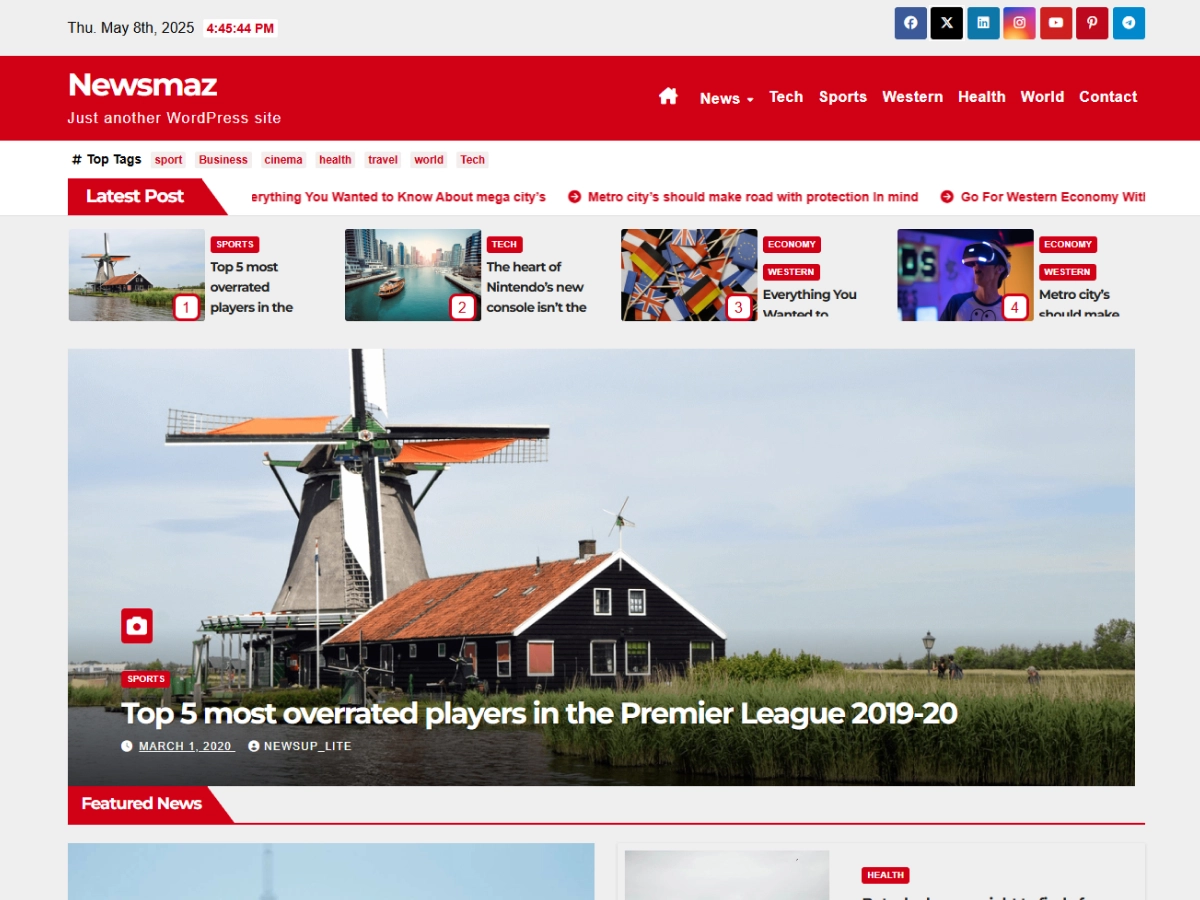 Thu. May 8th, 2025 4:45:44 PM
Newsmaz
Just another WordPress site
News Tech Sports Western Health World Contact
# Top Tags sport Business cinema health travel world Tech
Latest Post
erything You Wanted to Know About mega city's Metro city's should make road with protection In mind Go For Western Economy Witl
SPORTS
Top 5 most
overrated
players in the
1
TECH
The heart of
Nintendo's new
console isn't the
2
ECONOMY
WESTERN
Everything You
Wanted to
3
ECONOMY
WESTERN
Metro city's
should make
4
SPORTS
Top 5 most overrated players in the Premier League 2019-20
MARCH 1, 2020 NEWSUP_LITE
Featured News
HEALTH